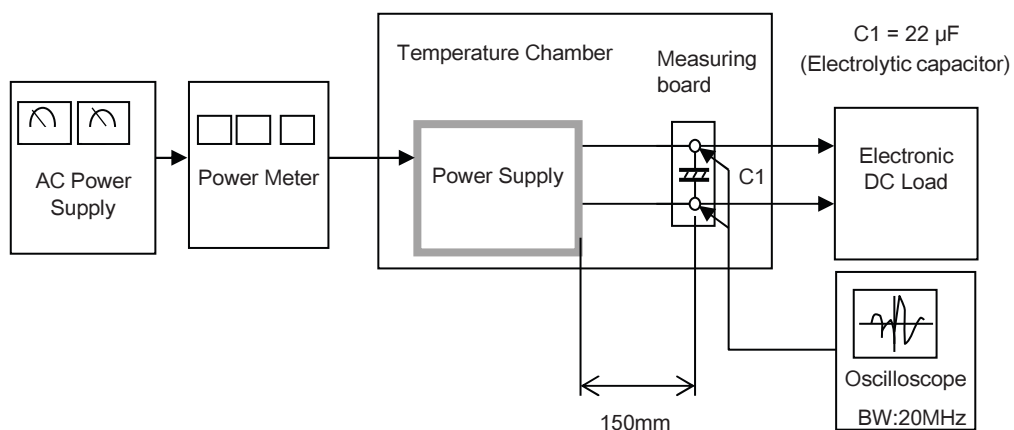 Temperature Chamber
Measuring
board
C1 = 22 µF
(Electrolytic capacitor)
AC Power
Supply
Power Meter
Power Supply
C1
Electronic
DC Load
Oscilloscope
BW:20MHz
150mm